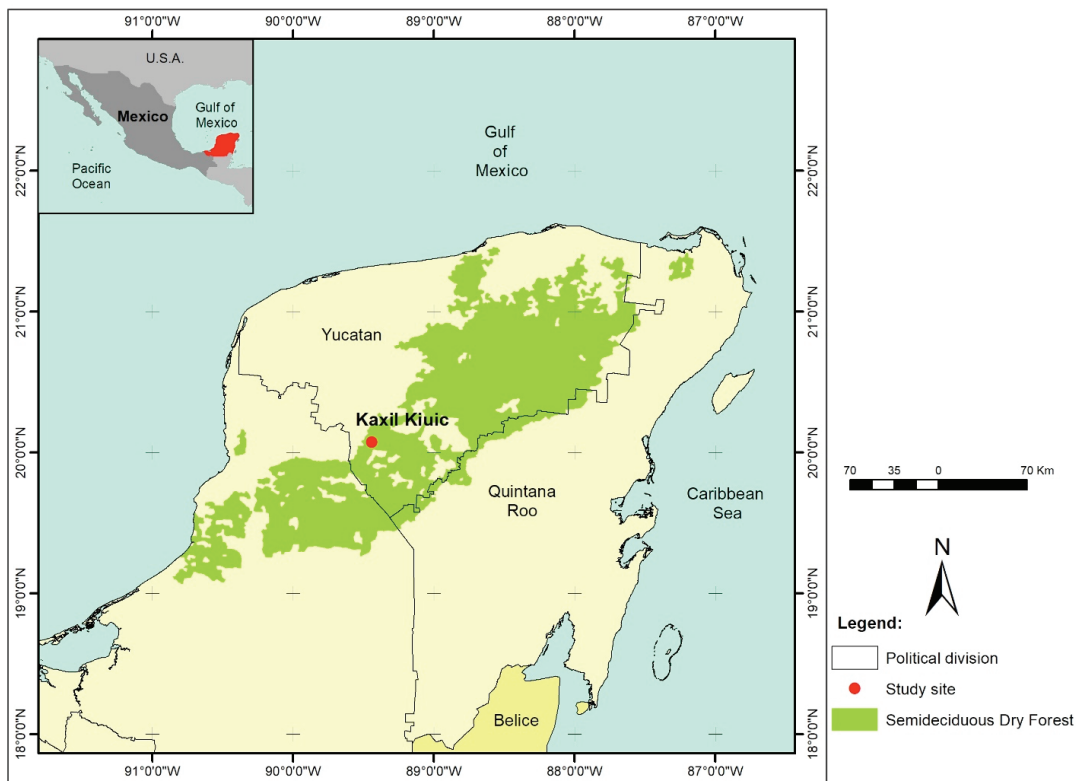 91°0'0"W
90°0'0"W
89°0'0"W
88°0'0"W
87°0'0"W
U.S.A.
Mexico
Gulf of
Mexico
Pacific
Ocean
Gulf
of
Mexico
22°0'0"N
22°0'0"N
21°0'0"N
21°0'0"N
Yucatan
Kaxil Kiuic
20°0'0"N
20°0'0"N
Quintana
Roo
Caribbean
Sea
19°0'0"N
19°0'0"N
Belice
18°0'0"N
18°0'0"N
91°0'0"W
90°0'0"W
89°0'0"W
88°0'0"W
87°0'0"W
70 35 0 70 Km
N
Legend:
Political division
Study site
Semideciduous Dry Forest